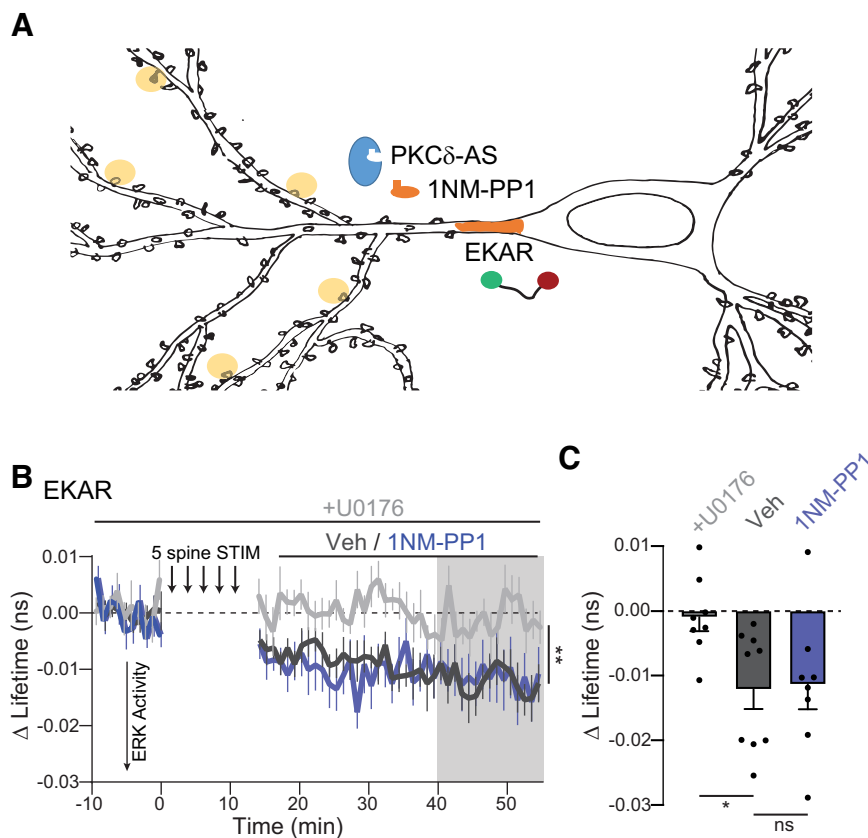 A
PKCδ-AS
1NM-PP1
EKAR
B
EKAR
+U0176
5 spine STIM
Veh / 1NM-PP1
0.01
0.00
-0.01
-0.02
-0.03
Δ Lifetime (ns)
ERK Activity
**
-10
0
10
20
30
40
50
Time (min)
C
+U0176
Veh
1NM-PP1
0.01
0.00
-0.01
-0.02
-0.03
Δ Lifetime (ns)
*
ns